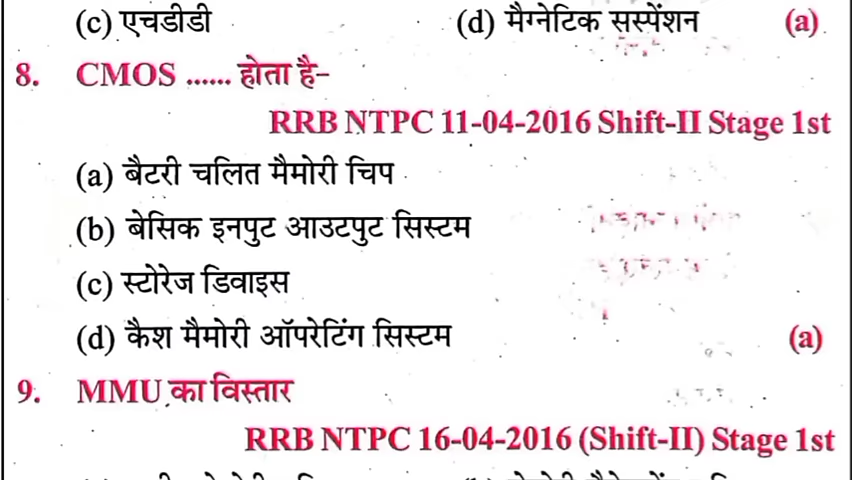 (c) एचडीडी (d) मैग्नेटिक सस्पेंशन (a)
8. CMOS ...... होता है-
RRB NTPC 11-04-2016 Shift-II Stage 1st
(a) बैटरी चलित मैमोरी चिप
(b) बेसिक इनपुट आउटपुट सिस्टम
(c) स्टोरेज डिवाइस
(d) कैश मैमोरी ऑपरेटिंग सिस्टम (a)
9. MMU का विस्तार
RRB NTPC 16-04-2016 (Shift-II) Stage 1st